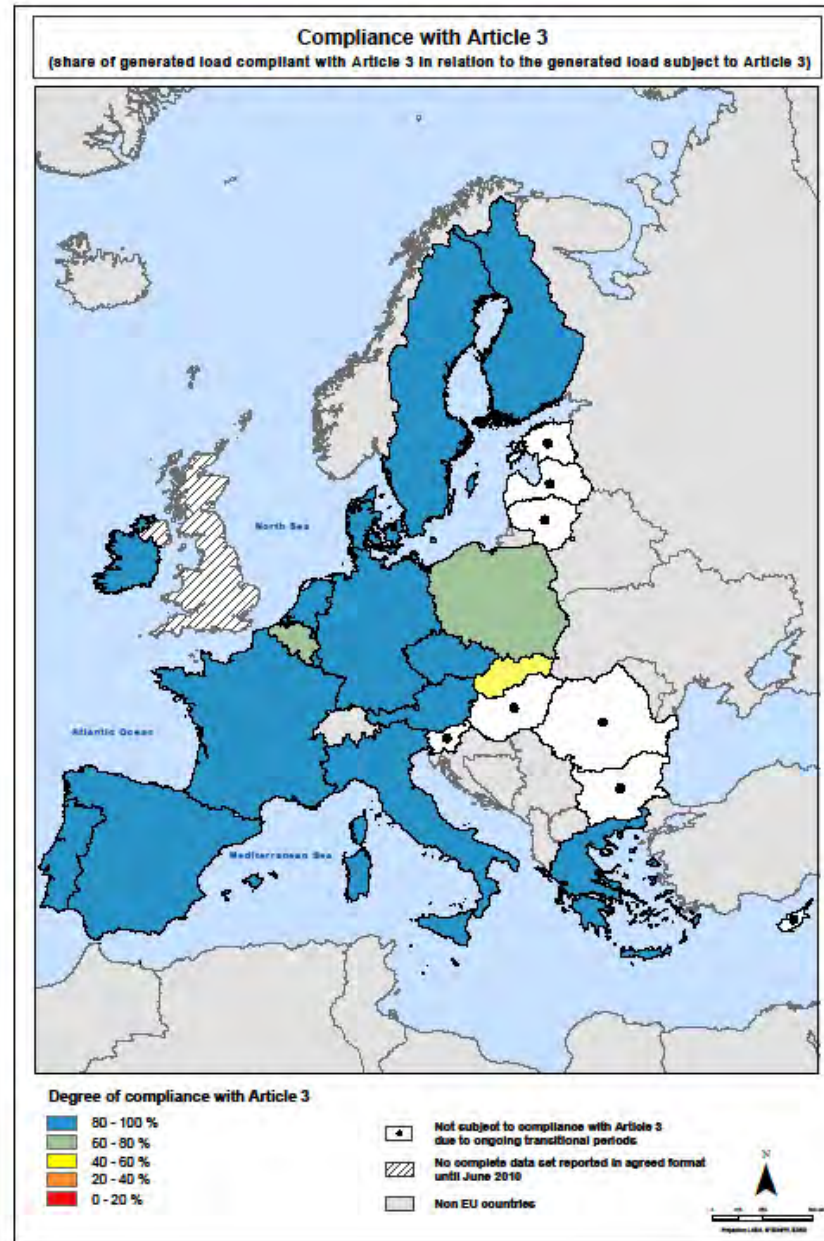 Compliance with Article 3
(share of generated load compliant with Article 3 in relation to the generated load subject to Article 3)
North Sea
Atlantic Ocean
Mediterranean Sea
Degree of compliance with Article 3
80 - 100 %
60 - 80 %
40 - 60 %
20 - 40 %
0 - 20 %
Not subject to compliance with Article 3
due to ongoing transitional periods
No complete data set reported in agreed format
until June 2010
Non EU countries
N
0